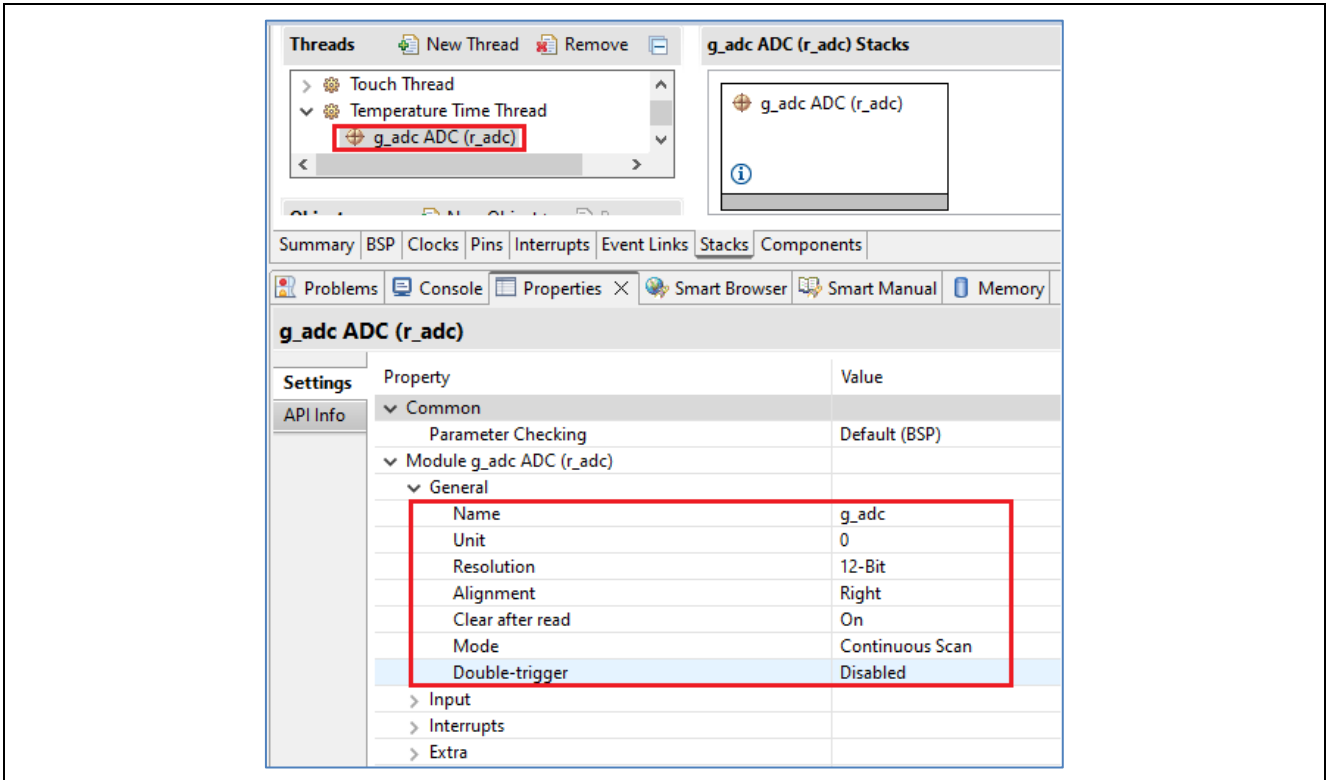 Threads New Thread Remove
g_adc ADC (r_adc) Stacks
Touch Thread
Temperature Time Thread
g_adc ADC (r_adc)
g_adc ADC (r_adc)
Summary BSP Clocks Pins Interrupts Event Links Stacks Components
Problems Console Properties Smart Browser Smart Manual Memory
g_adc ADC (r_adc)
Settings
API Info
Property Value
Common
Parameter Checking Default (BSP)
Module g_adc ADC (r_adc)
General
Name g_adc
Unit 0
Resolution 12-Bit
Alignment Right
Clear after read On
Mode Continuous Scan
Double-trigger Disabled
Input
Interrupts
Extra